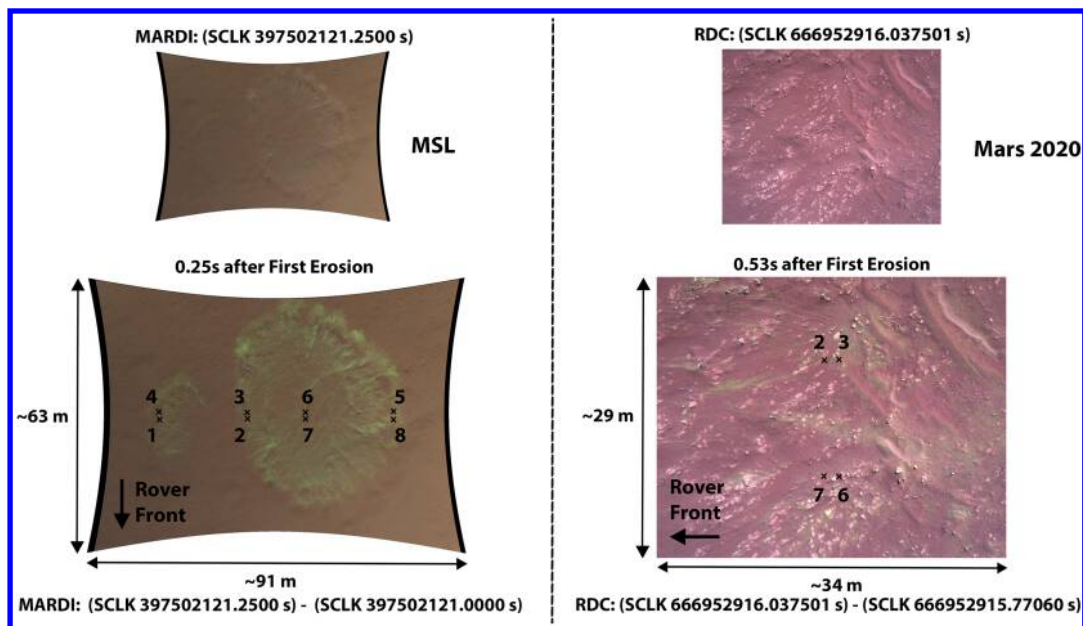 MARDI: (SCLK 397502121.2500 s)
MSL
0.25s after First Erosion
4 3 6 5
1 2 7 8
~63 m
Rover
Front
~91 m
MARDI: (SCLK 397502121.2500 s) - (SCLK 397502121.0000 s)
RDC: (SCLK 666952916.037501 s)
Mars 2020
0.53s after First Erosion
2 3
~29 m
7 6
Rover
Front
~34 m
RDC: (SCLK 666952916.037501 s) - (SCLK 666952915.77060 s)